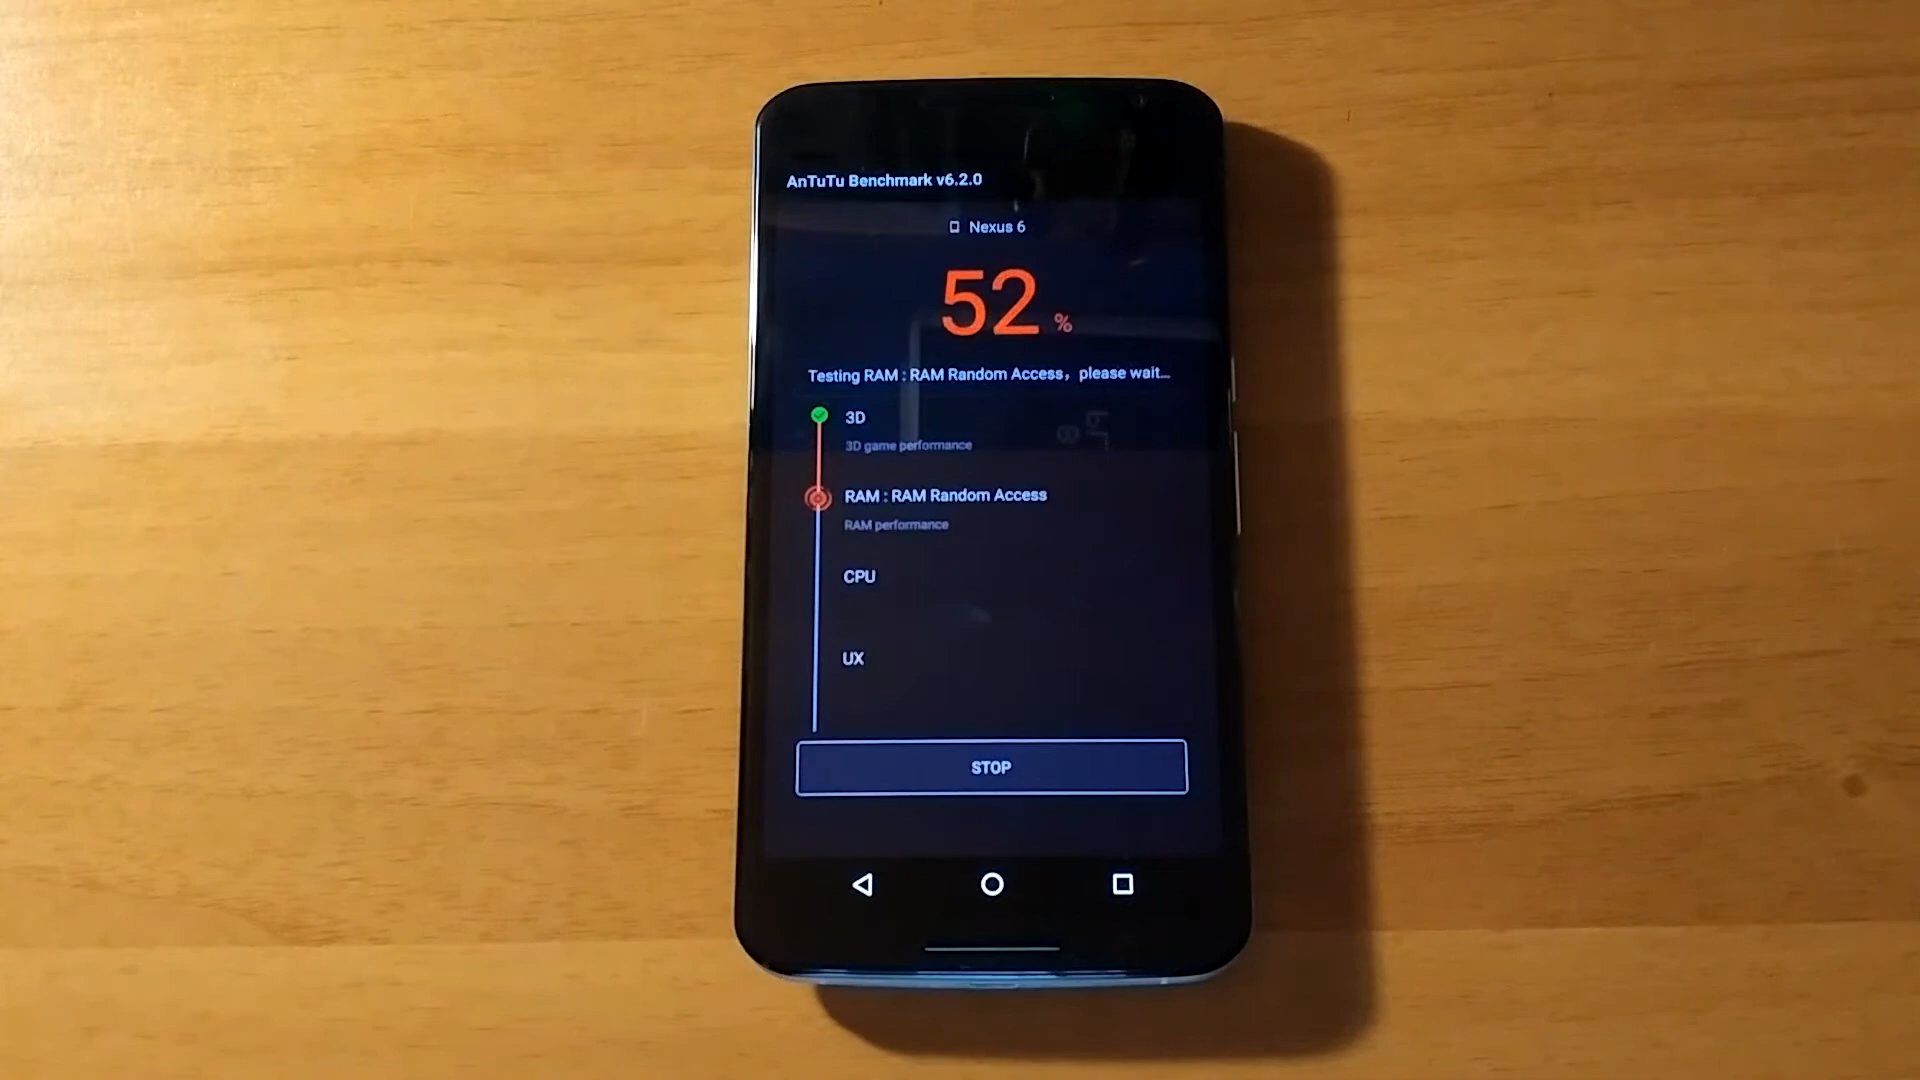 AnTuTu Benchmark v6.2.0
Nexus 6
52 %
Testing RAM : RAM Random Access，please wait...
3D
3D game performance
RAM : RAM Random Access
RAM performance
CPU
UX
STOP